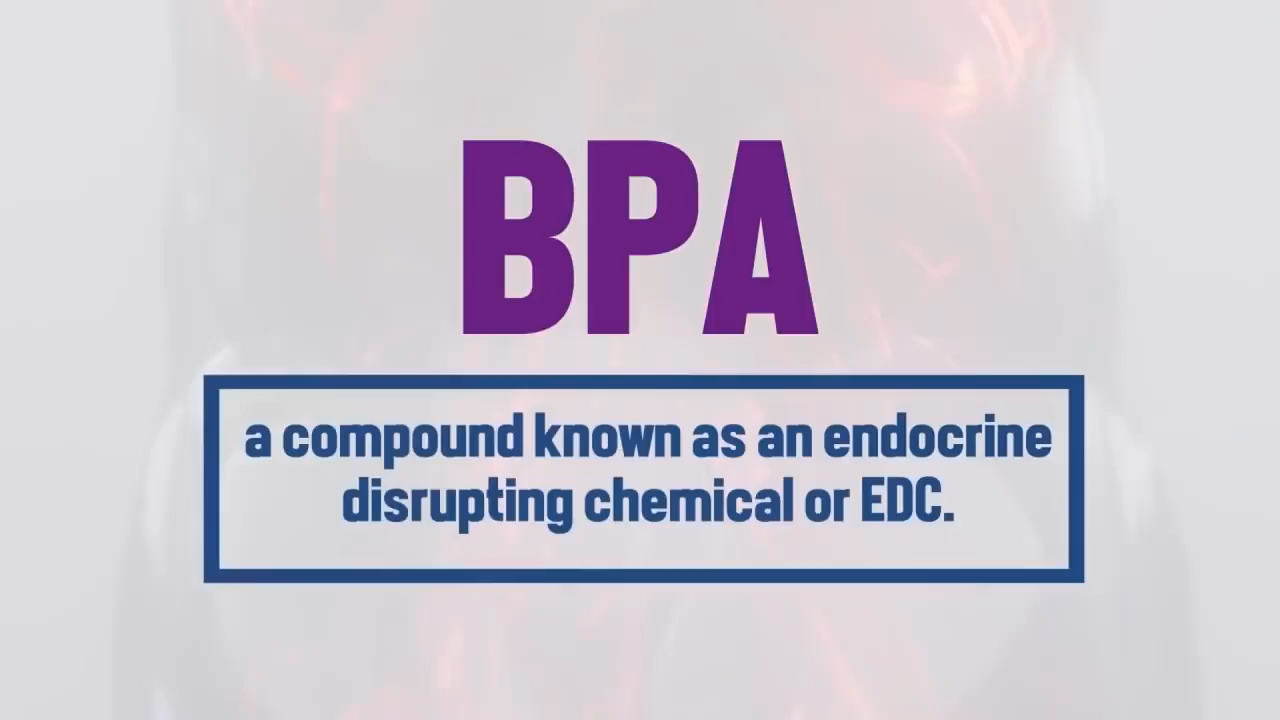 BPA
a compound known as an endocrine
disrupting chemical or EDC.